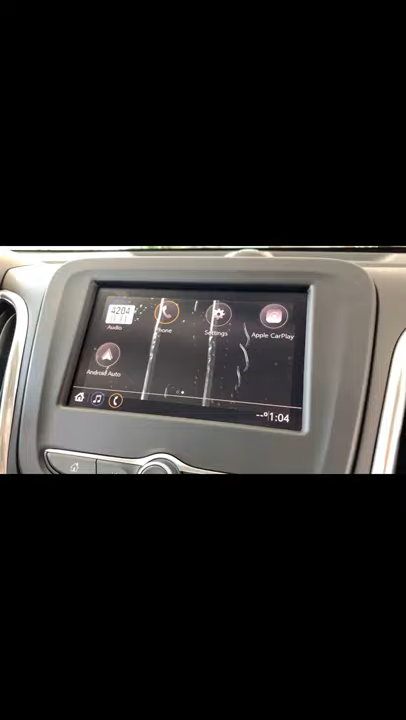 4204
Audio
Phone
Settings
Apple CarPlay
Android Auto
--° 1:04